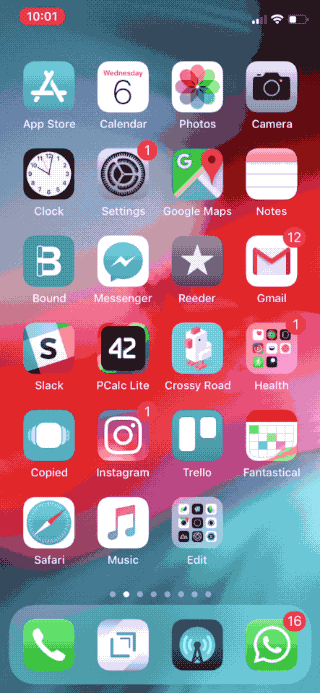 10:01
App Store
Wednesday
6
Calendar
Photos
Camera
Clock
1
Settings
G
Google Maps
Notes
B
Bound
Messenger
Reeder
12
Gmail
S
Slack
42
PCalc Lite
Crossy Road
1
Health
Copied
1
Instagram
Trello
Fantastical
Safari
Music
Edit
16